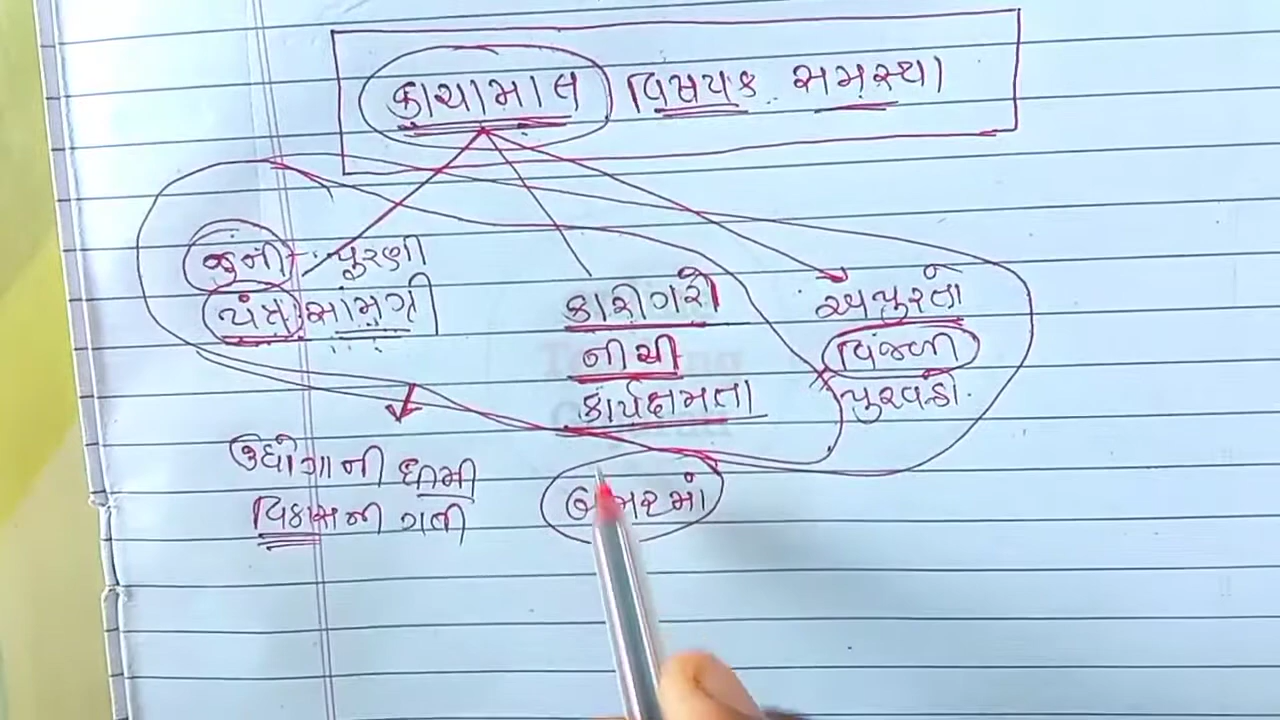 કાચામાલ વિષયક સમસ્યા
જુની પુરણી
યંત્ર સામગ્રી
કારીગરો
નીચી
કાર્યક્ષમતા
અપુરતો
વિજળી
પુરવઠો.
ઉદ્યોગાની ધીમી
વિકાસની ગતી